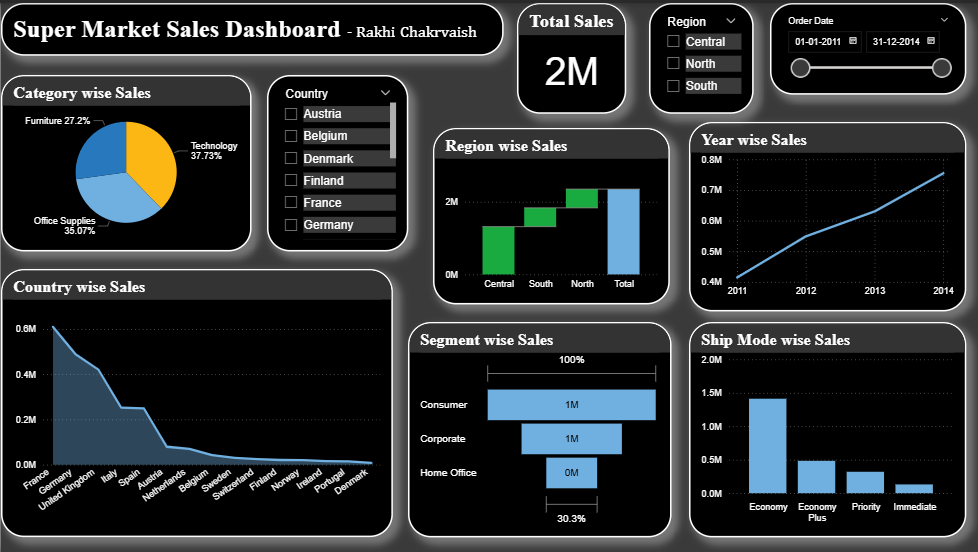 Super Market Sales Dashboard - Rakhi Chakrvaish
Total Sales
2M
Region
Central
North
South
Order Date
01-01-2011
31-12-2014
Category wise Sales
Furniture 27.2%
Technology
37.73%
Office Supplies
35.07%
Country
Austria
Belgium
Denmark
Finland
France
Germany
Region wise Sales
2M
0M
Central
South
North
Total
Year wise Sales
0.8M
0.7M
0.6M
0.5M
0.4M
2011
2012
2013
2014
Country wise Sales
0.6M
0.4M
0.2M
0.0M
France
Germany
United Kingdom
Italy
Spain
Austria
Netherlands
Belgium
Sweden
Switzerland
Finland
Norway
Ireland
Portugal
Denmark
Segment wise Sales
100%
Consumer
1M
Corporate
1M
Home Office
0M
30.3%
Ship Mode wise Sales
2.0M
1.5M
1.0M
0.5M
0.0M
Economy
Economy
Plus
Priority
Immediate